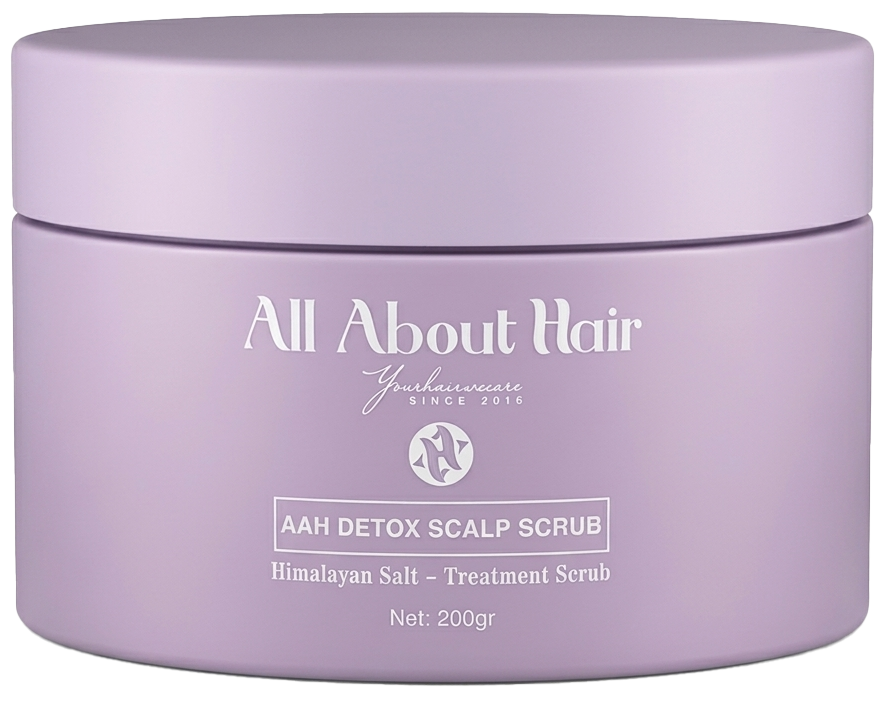 All About Hair
Yourhairwecare
SINCE 2016
AAH DETOX SCALP SCRUB
Himalayan Salt – Treatment Scrub
Net: 200gr